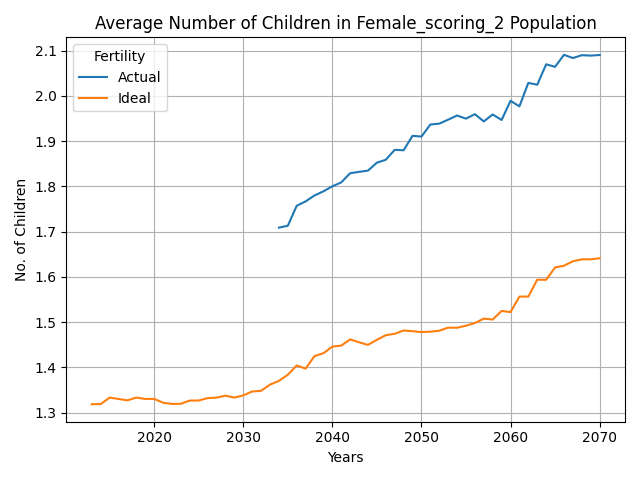 Average Number of Children in Female_scoring_2 Population
Fertility
Actual
Ideal
No. of Children
2.1
2.0
1.9
1.8
1.7
1.6
1.5
1.4
1.3
2020 2030 2040 2050 2060 2070
Years